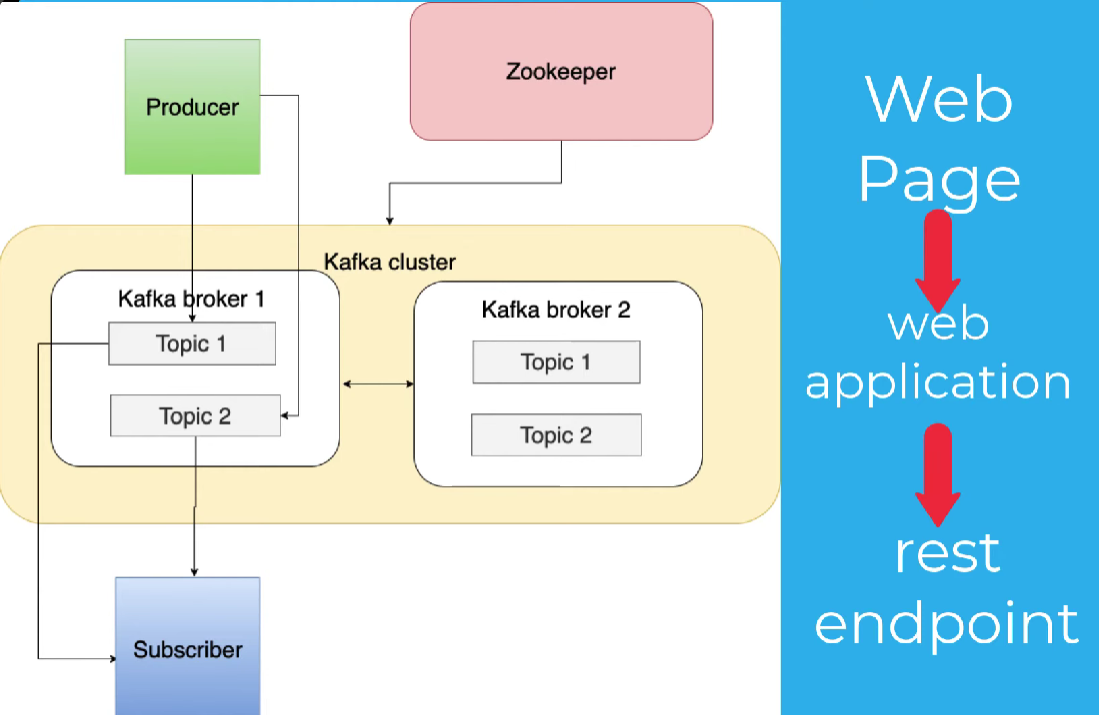 Producer
Zookeeper
Kafka cluster
Kafka broker 1
Topic 1
Topic 2
Kafka broker 2
Topic 1
Topic 2
Subscriber
Web
Page
web
application
rest
endpoint